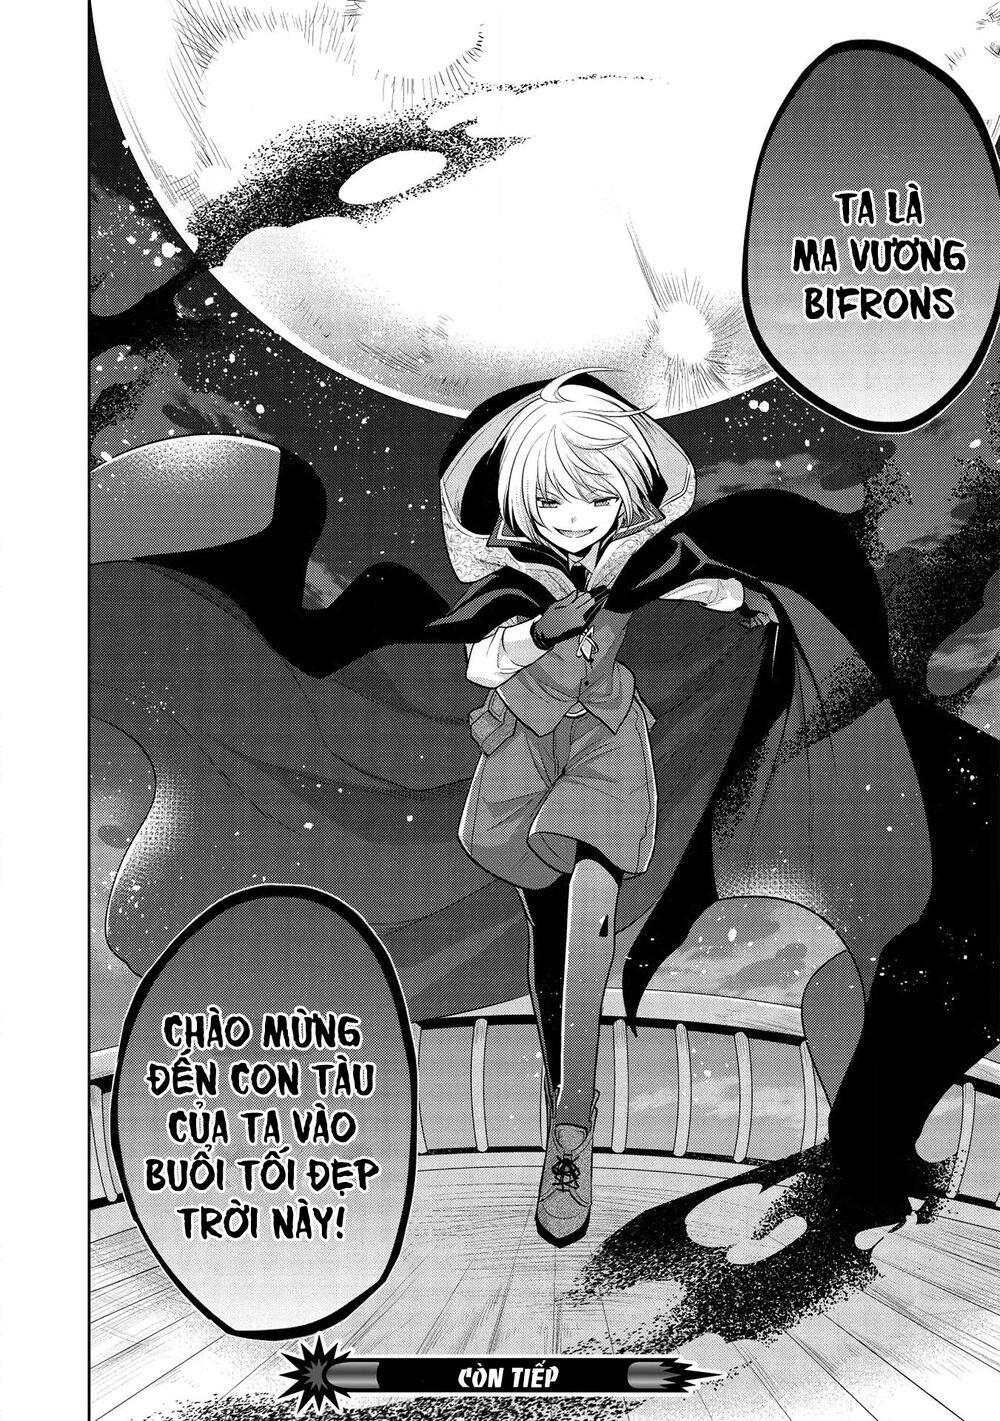 TA LÀ
MA VƯƠNG
BIFRONS
CHÀO MỪNG
ĐẾN CON TÀU
CỦA TA VÀO
BUỔI TỐI ĐẸP
TRỜI NÀY!
CÒN TIẾP